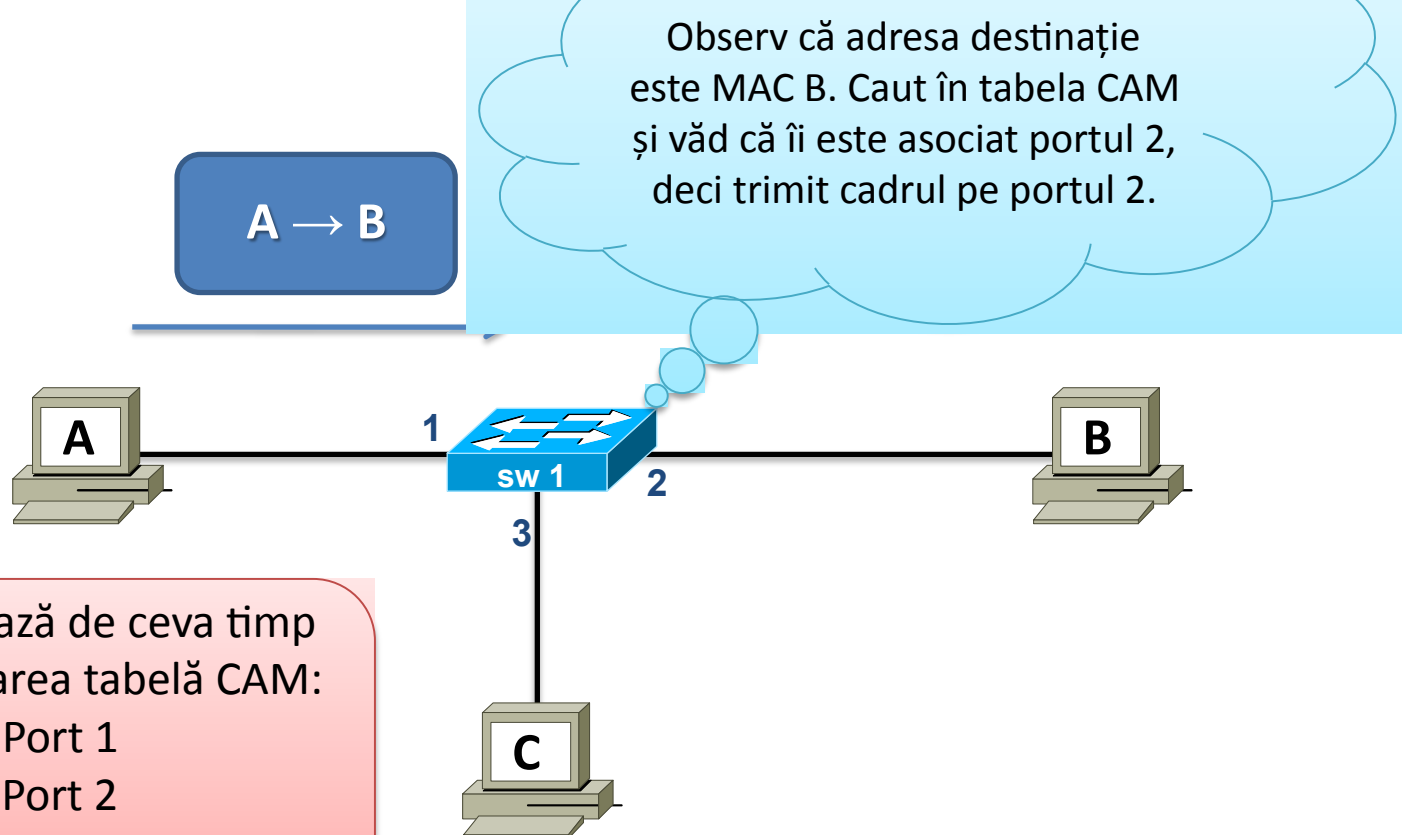 Observ că adresa destinație
este MAC B. Caut în tabela CAM
și văd că îi este asociat portul 2,
deci trimit cadrul pe portul 2.
A → B
A
1
sw 1
2
B
3
ază de ceva timp
area tabelă CAM:
Port 1
Port 2
C